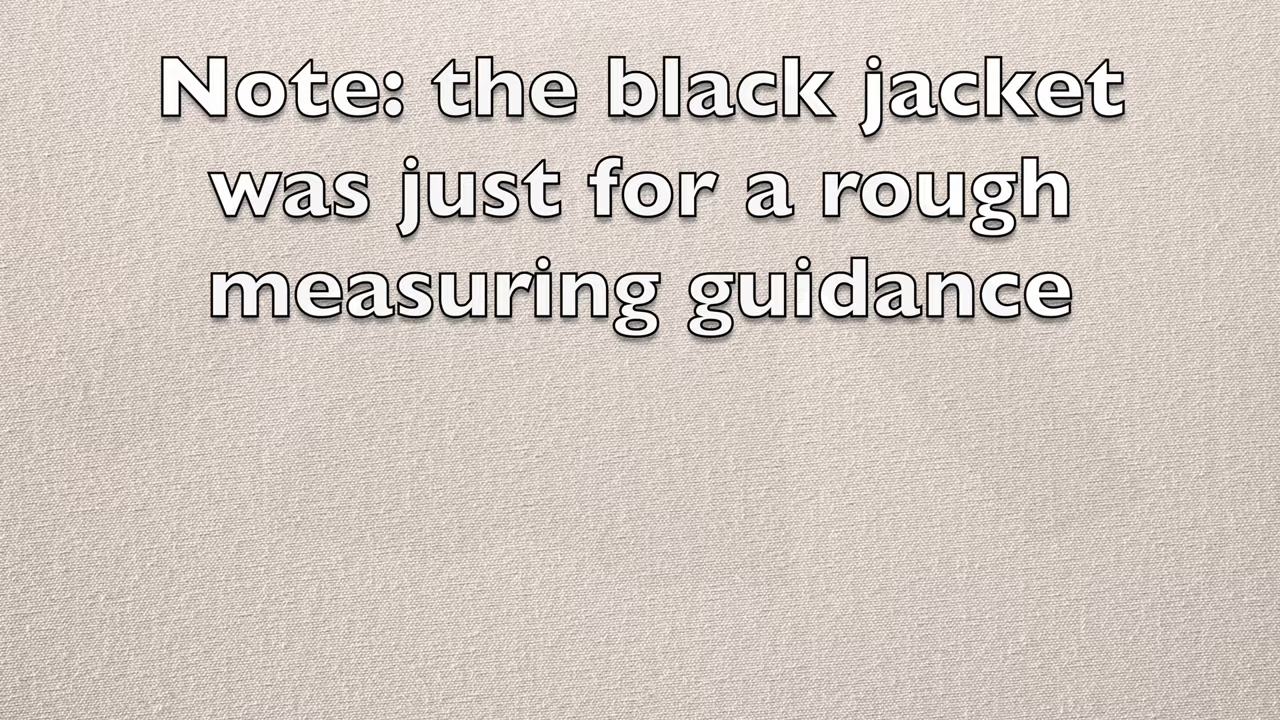 Note: the black jacket
was just for a rough
measuring guidance